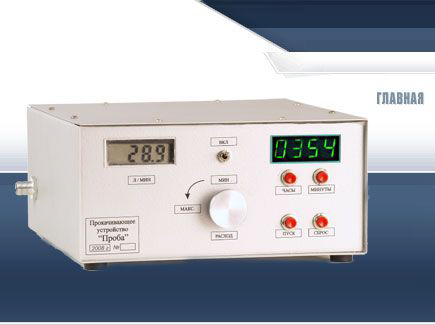 ГЛАВНАЯ
28.9
Л / МИН
ВКЛ
0354
ЧАСЫ МИНУТЫ
МИН
МАКС.
РАСХОД
ПУСК СБРОС
Прокачивающее
устройство
"Проба"
2008 г №